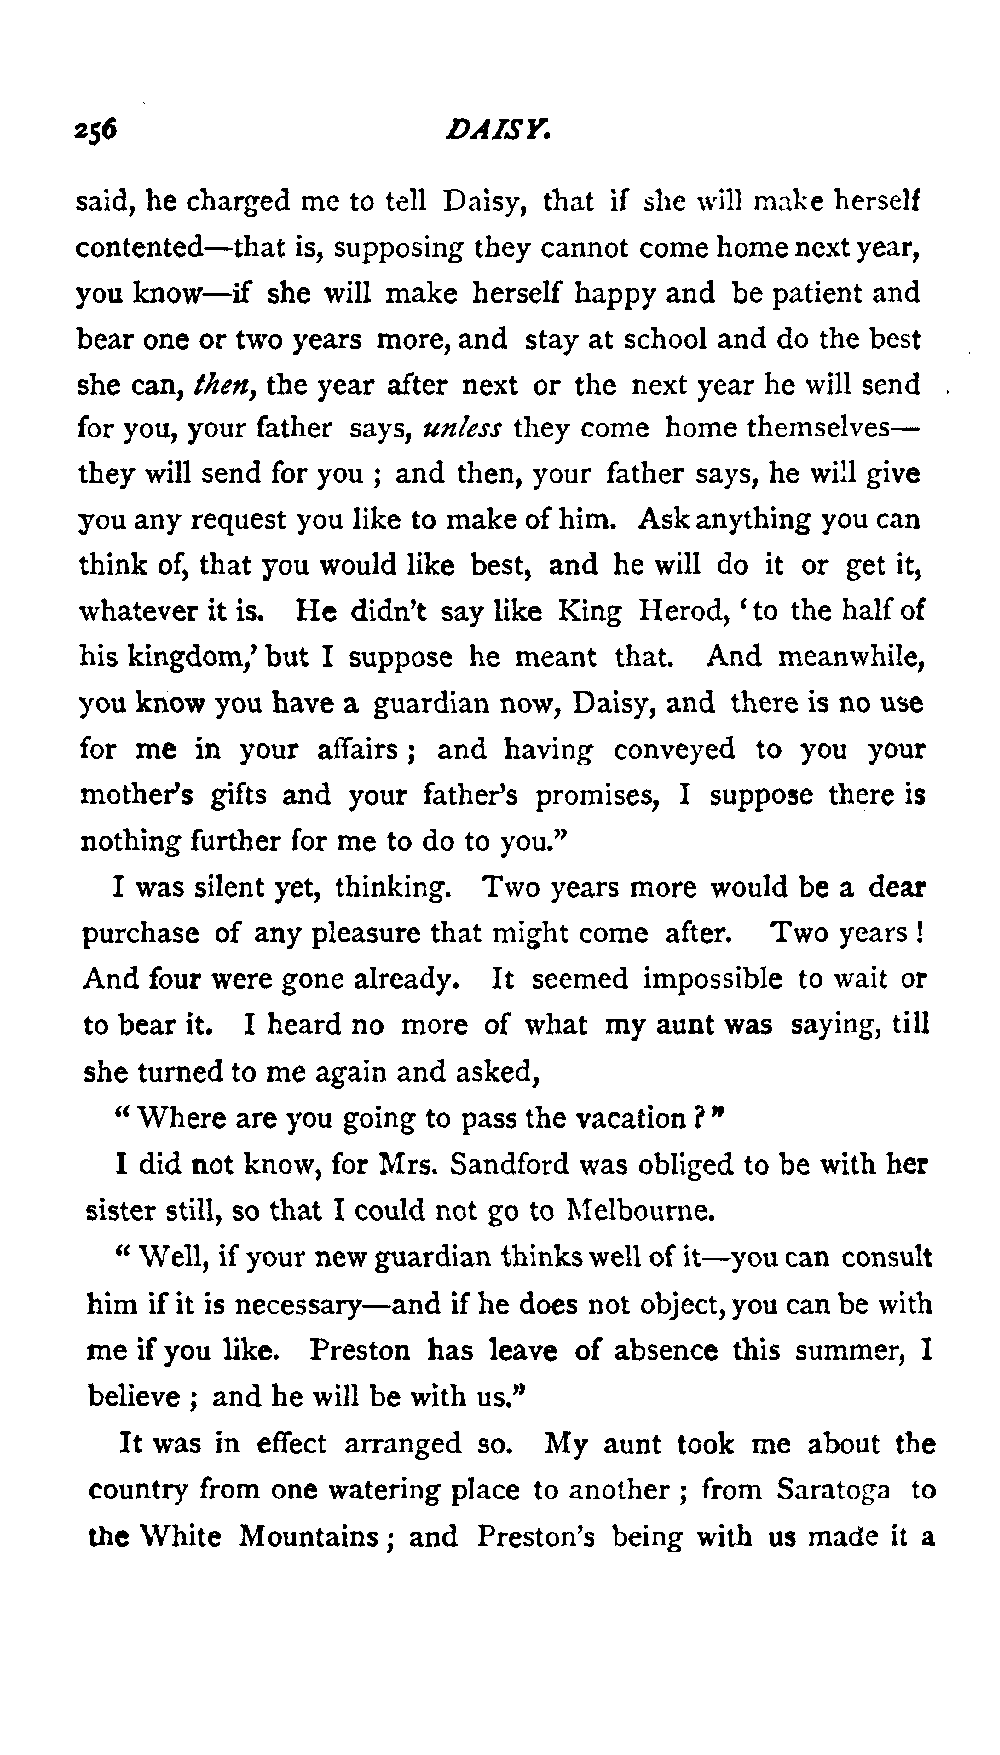 256 DAISY.
said, he charged me to tell Daisy, that if she will make herself
contented—that is, supposing they cannot come home next year,
you know—if she will make herself happy and be patient and
bear one or two years more, and stay at school and do the best
she can, then, the year after next or the next year he will send
for you, your father says, unless they come home themselves—
they will send for you ; and then, your father says, he will give
you any request you like to make of him. Ask anything you can
think of, that you would like best, and he will do it or get it,
whatever it is. He didn't say like King Herod, 'to the half of
his kingdom,' but I suppose he meant that. And meanwhile,
you know you have a guardian now, Daisy, and there is no use
for me in your affairs ; and having conveyed to you your
mother's gifts and your father's promises, I suppose there is
nothing further for me to do to you."
I was silent yet, thinking. Two years more would be a dear
purchase of any pleasure that might come after. Two years !
And four were gone already. It seemed impossible to wait or
to bear it. I heard no more of what my aunt was saying, till
she turned to me again and asked,
"Where are you going to pass the vacation ?"
I did not know, for Mrs. Sandford was obliged to be with her
sister still, so that I could not go to Melbourne.
"Well, if your new guardian thinks well of it—you can consult
him if it is necessary—and if he does not object, you can be with
me if you like. Preston has leave of absence this summer, I
believe ; and he will be with us."
It was in effect arranged so. My aunt took me about the
country from one watering place to another ; from Saratoga to
the White Mountains ; and Preston's being with us made it a